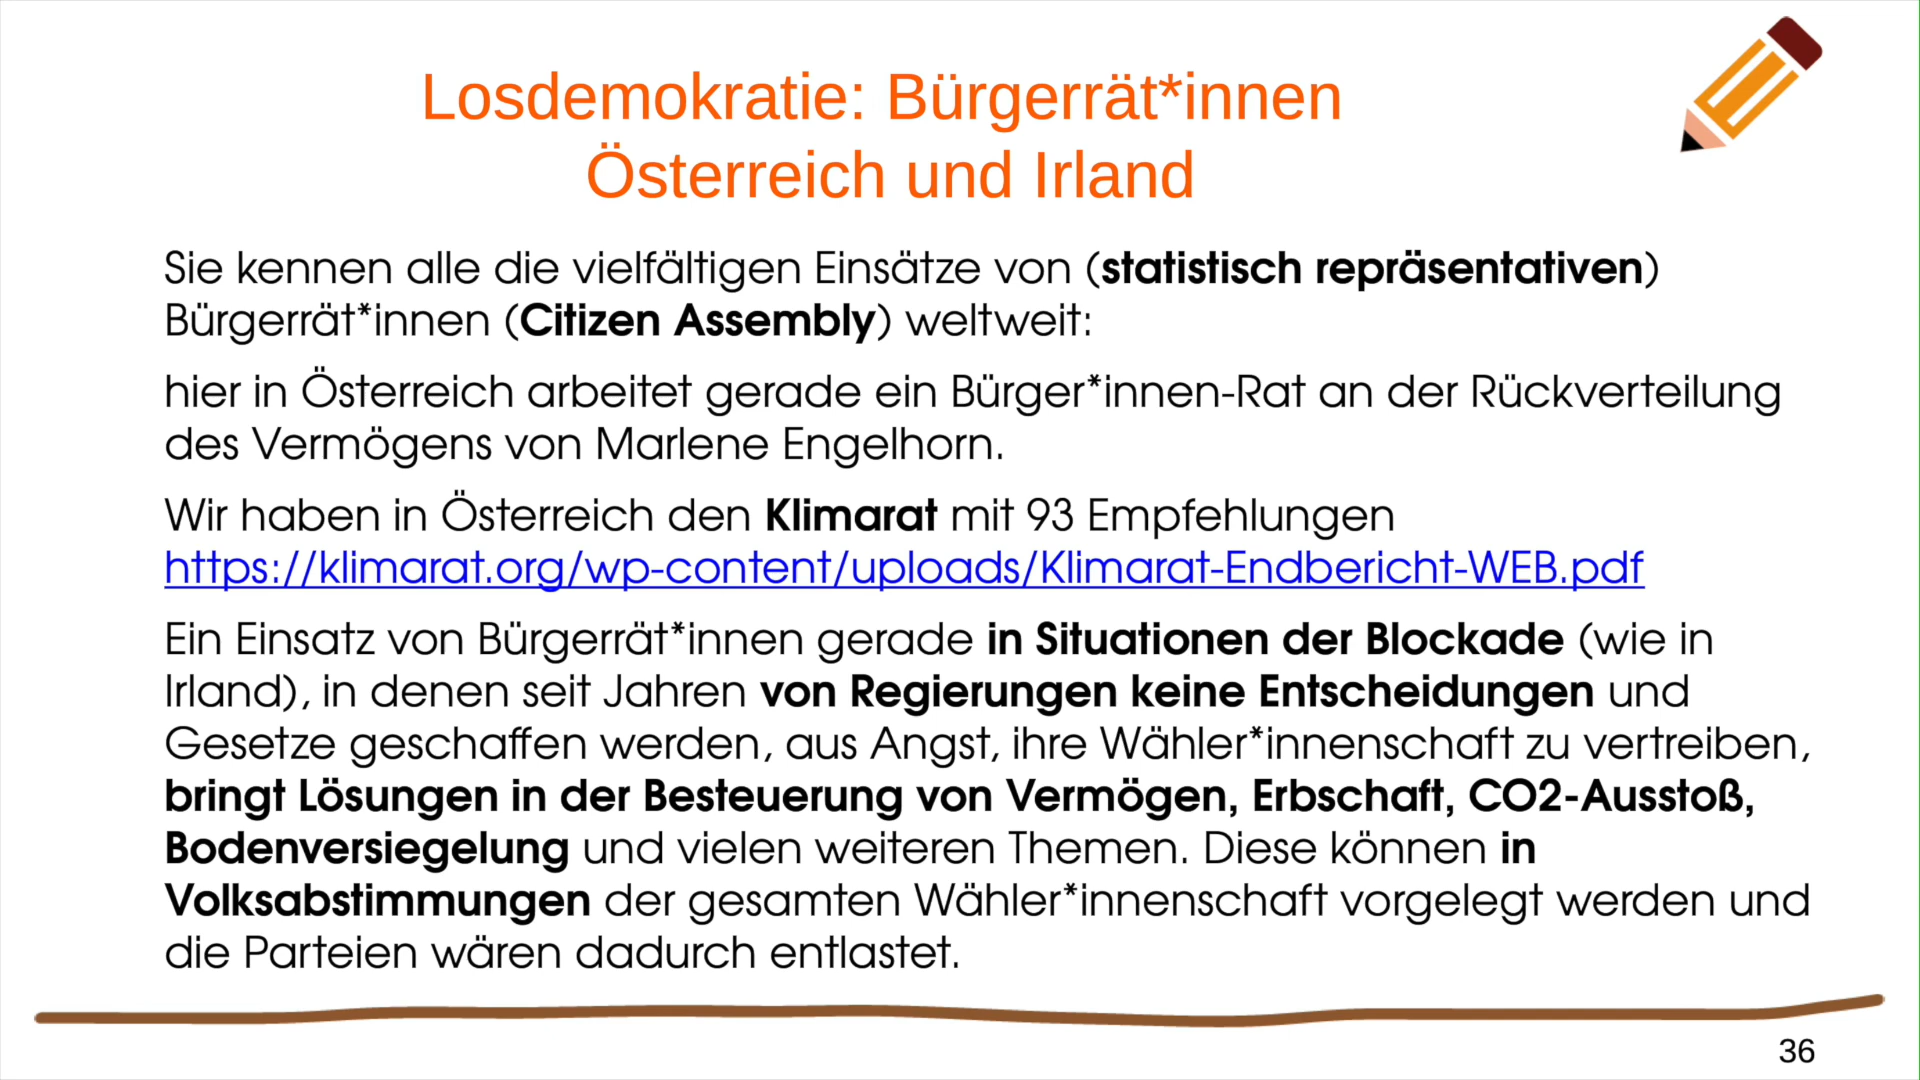 Losdemokratie: Bürgerrät*innen
Österreich und Irland
Sie kennen alle die vielfältigen Einsätze von (statistisch repräsentativen)
Bürgerrät*innen (Citizen Assembly) weltweit:
hier in Österreich arbeitet gerade ein Bürger*innen-Rat an der Rückverteilung
des Vermögens von Marlene Engelhorn.
Wir haben in Österreich den Klimarat mit 93 Empfehlungen
https://klimarat.org/wp-content/uploads/Klimarat-Endbericht-WEB.pdf
Ein Einsatz von Bürgerrät*innen gerade in Situationen der Blockade (wie in
Irland), in denen seit Jahren von Regierungen keine Entscheidungen und
Gesetze geschaffen werden, aus Angst, ihre Wähler*innenschaft zu vertreiben,
bringt Lösungen in der Besteuerung von Vermögen, Erbschaft, CO2-Ausstoß,
Bodenversiegelung und vielen weiteren Themen. Diese können in
Volksabstimmungen der gesamten Wähler*innenschaft vorgelegt werden und
die Parteien wären dadurch entlastet.
36